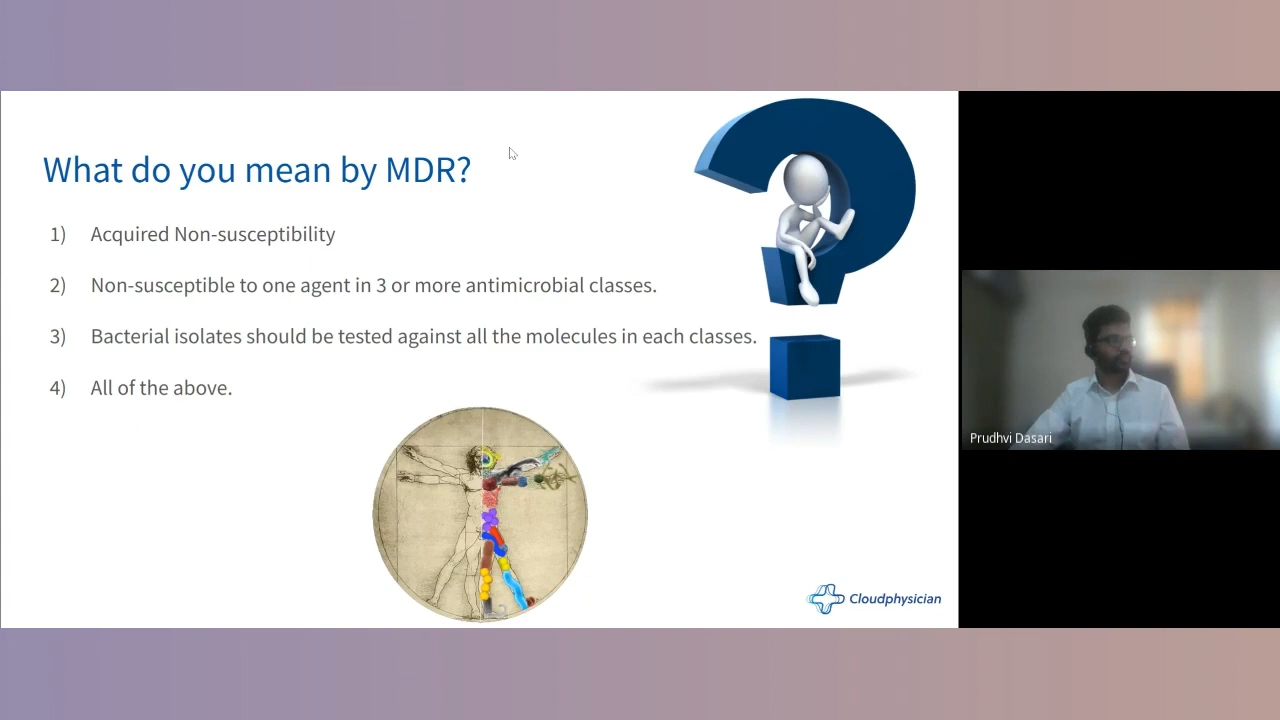 What do you mean by MDR?
1) Acquired Non-susceptibility
2) Non-susceptible to one agent in 3 or more antimicrobial classes.
3) Bacterial isolates should be tested against all the molecules in each classes.
4) All of the above.
Prudhvi Dasari
Cloudphysician